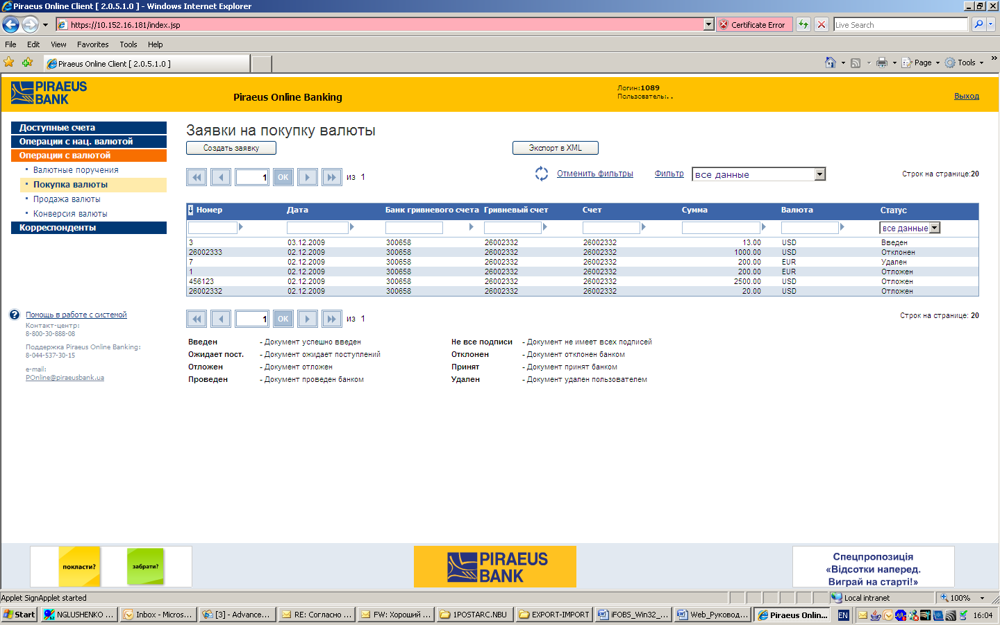 Piraeus Online Client [ 2.0.5.1.0 ] - Windows Internet Explorer
https://10.152.16.181/index.jsp
Certificate Error
Live Search
File Edit View Favorites Tools Help
Piraeus Online Client [ 2.0.5.1.0 ]
Page Tools
PIRAEUS BANK
Piraeus Online Banking
Логин:1089
Пользователь:. .
Выход
Доступные счета
Операции с нац. валютой
Операции с валютой
Валютные поручения
Покупка валюты
Продажа валюты
Конверсия валюты
Корреспонденты
Помощь в работе с системой
Контакт-центр:
8-800-30-888-08
Поддержка Piraeus Online Banking:
8-044-537-30-15
e-mail:
POnline@piraeusbank.ua
Заявки на покупку валюты
Создать заявку
Экспорт в XML
1 OK из 1
Отменить фильтры
Фильтр
все данные
Строк на странице:20
Номер Дата Банк гривневого счета Гривневый счет Счет Сумма Валюта Статус
все данные
3 03.12.2009 300658 26002332 26002332 13.00 USD Введен
26002333 02.12.2009 300658 26002332 26002332 1000.00 USD Отклонен
7 02.12.2009 300658 26002332 26002332 200.00 EUR Удален
1 02.12.2009 300658 26002332 26002332 200.00 EUR Отложен
456123 02.12.2009 300658 26002332 26002332 2500.00 USD Отложен
26002332 02.12.2009 300658 26002332 26002332 20.00 USD Отложен
1 OK из 1
Строк на странице: 20
Введен - Документ успешно введен
Не все подписи - Документ не имеет всех подписей
Ожидает пост. - Документ ожидает поступлений
Отклонен - Документ отклонен банком
Отложен - Документ отложен
Принят - Документ принят банком
Проведен - Документ проведен банком
Удален - Документ удален пользователем
покласти?
забрати?
PIRAEUS BANK
Спецпропозиція
«Відсотки наперед.
Виграй на старті!»
Applet SignApplet started
Local intranet
100%
Start
NGLUSHENKO ...
Inbox - Micros...
[3] - Advance...
RE: Согласно ...
FW: Хороший ...
1POSTARC.NBU
EXPORT-IMPORT
iFOBS_Win32_...
Web_Руковод...
Piraeus Onlin...
EN
16:04